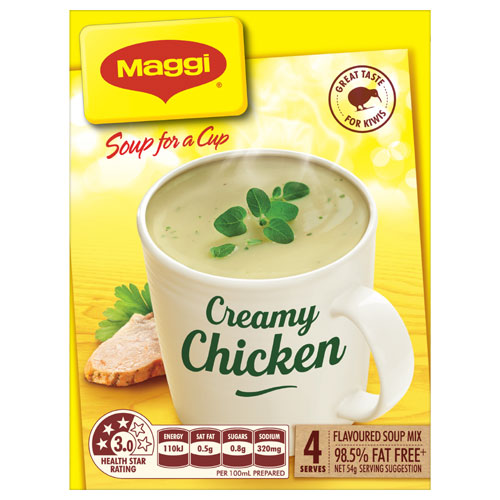 Maggi®
GREAT TASTE
FOR KIWIS
Soup for a Cup
Creamy
Chicken
3.0
HEALTH STAR
RATING
ENERGY SAT FAT SUGARS SODIUM
110kJ 0.5g 0.8g 320mg
PER 100mL PREPARED
4
SERVES
FLAVOURED SOUP MIX
98.5% FAT FREE+
NET 54g SERVING SUGGESTION